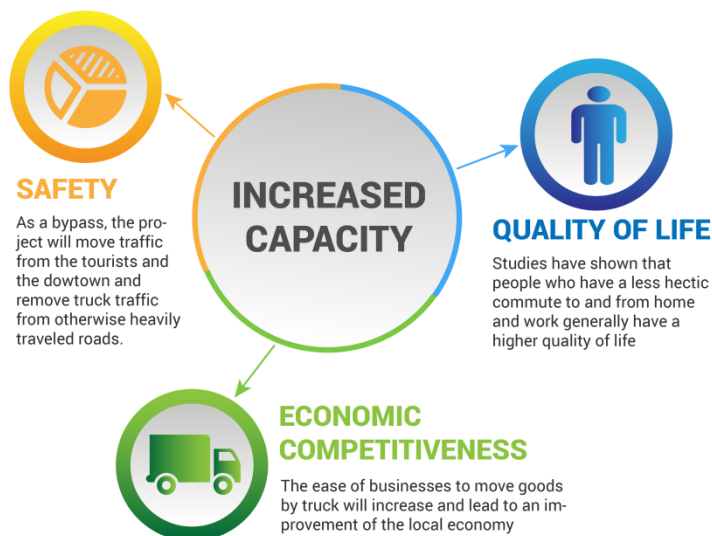 INCREASED
CAPACITY
SAFETY
As a bypass, the pro-
ject will move traffic
from the tourists and
the dowtown and
remove truck traffic
from otherwise heavily
traveled roads.
QUALITY OF LIFE
Studies have shown that
people who have a less hectic
commute to and from home
and work generally have a
higher quality of life
ECONOMIC
COMPETITIVENESS
The ease of businesses to move goods
by truck will increase and lead to an im-
provement of the local economy